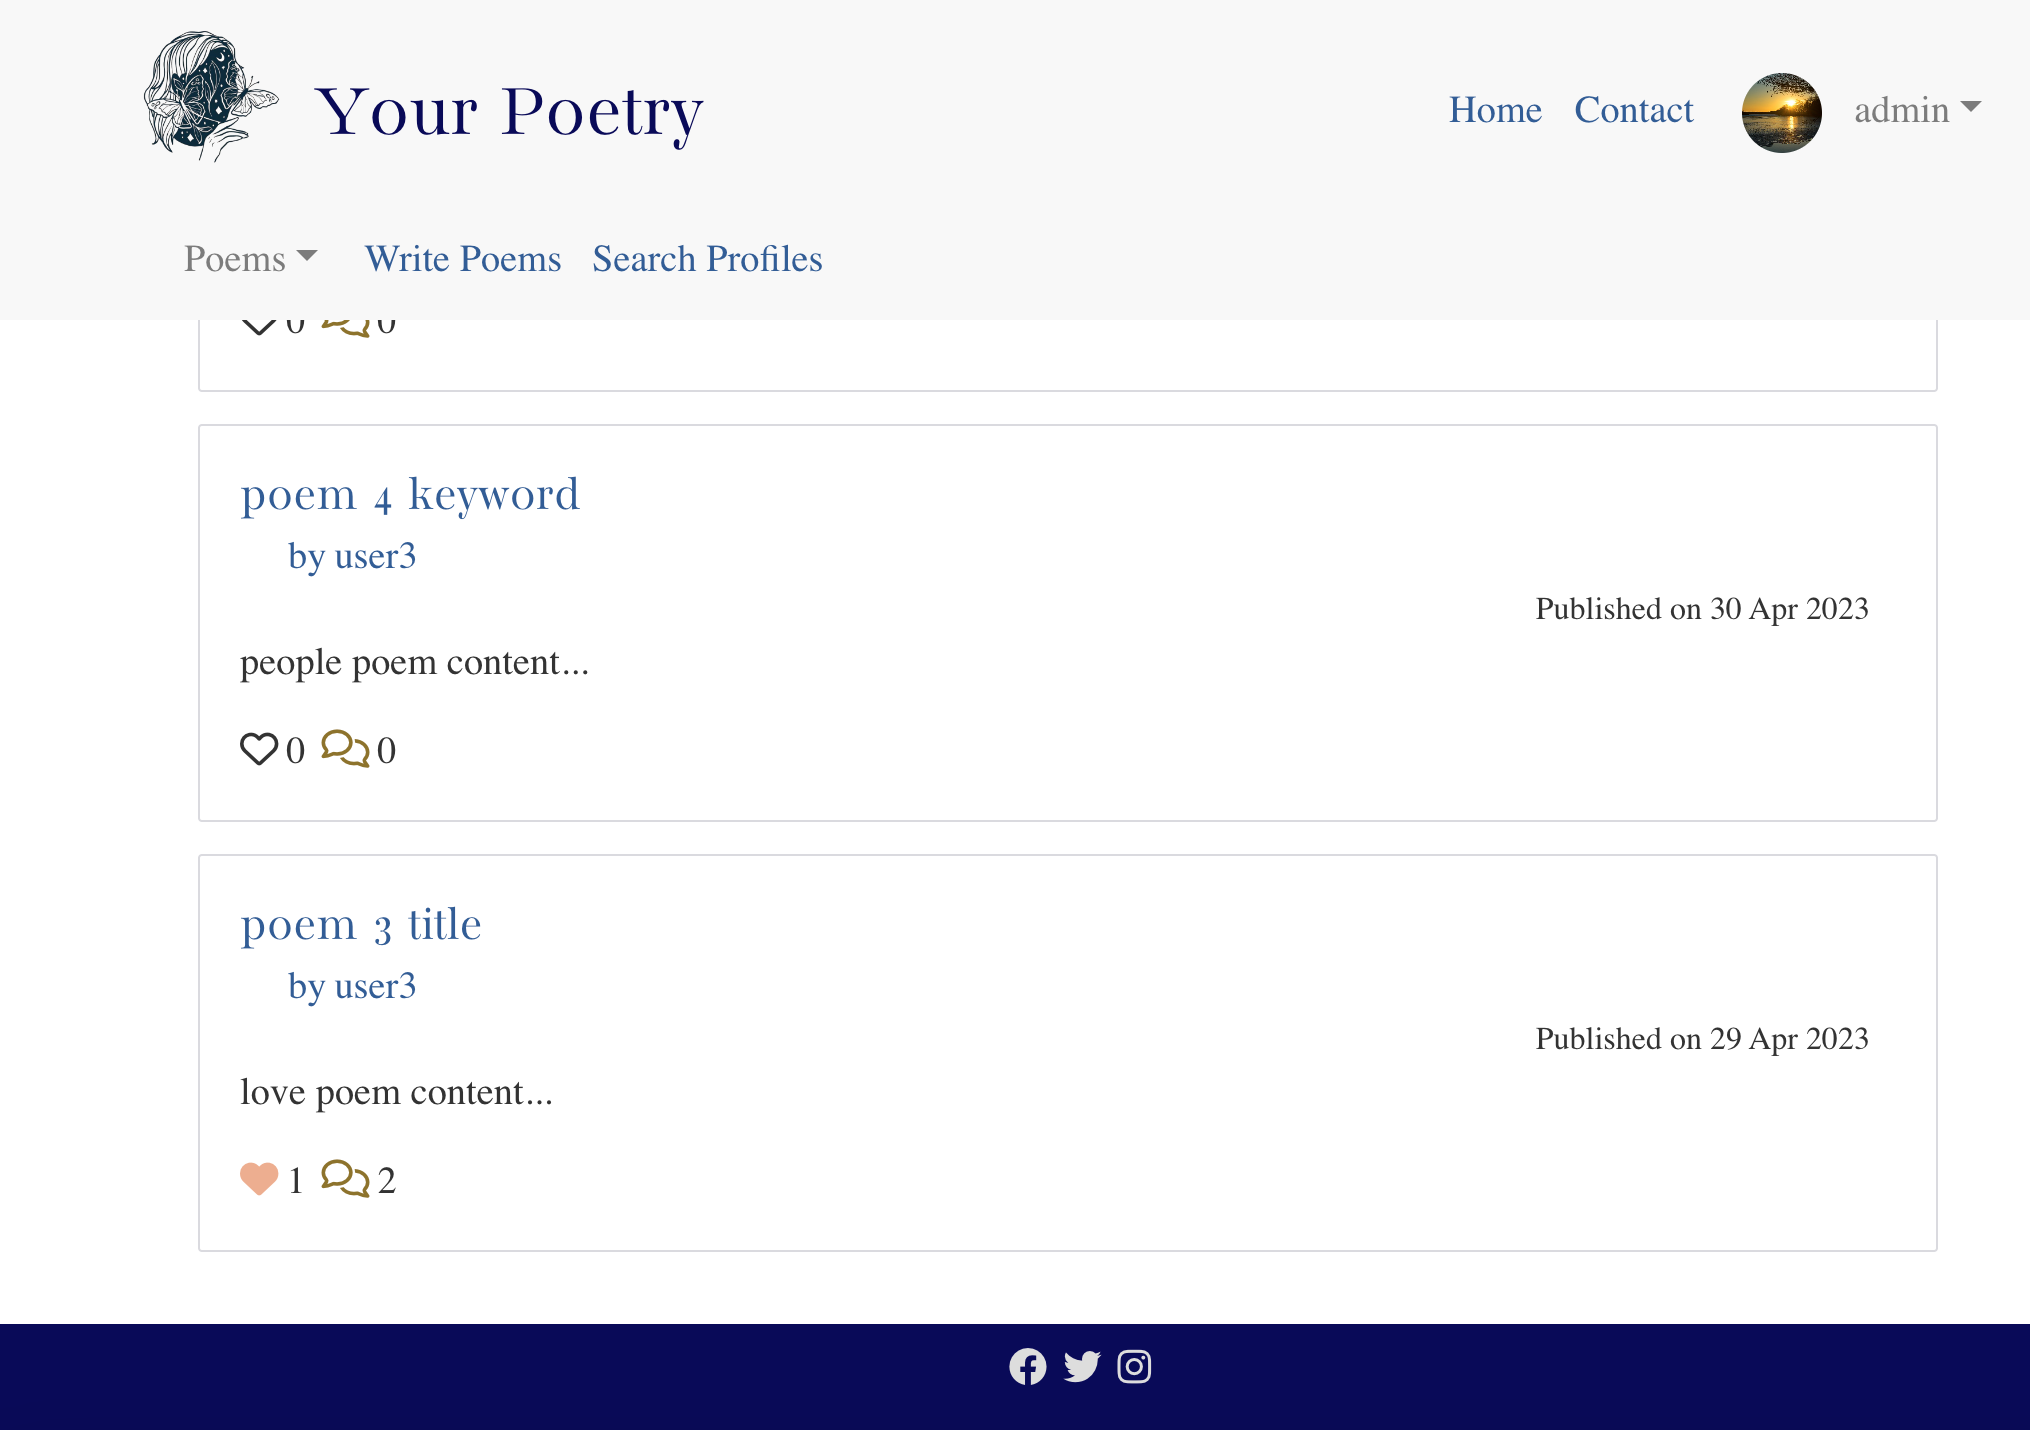 Your Poetry
Home Contact admin
Poems Write Poems Search Profiles
0 0
poem 4 keyword
by user3
Published on 30 Apr 2023
people poem content...
0 0
poem 3 title
by user3
Published on 29 Apr 2023
love poem content...
1 2